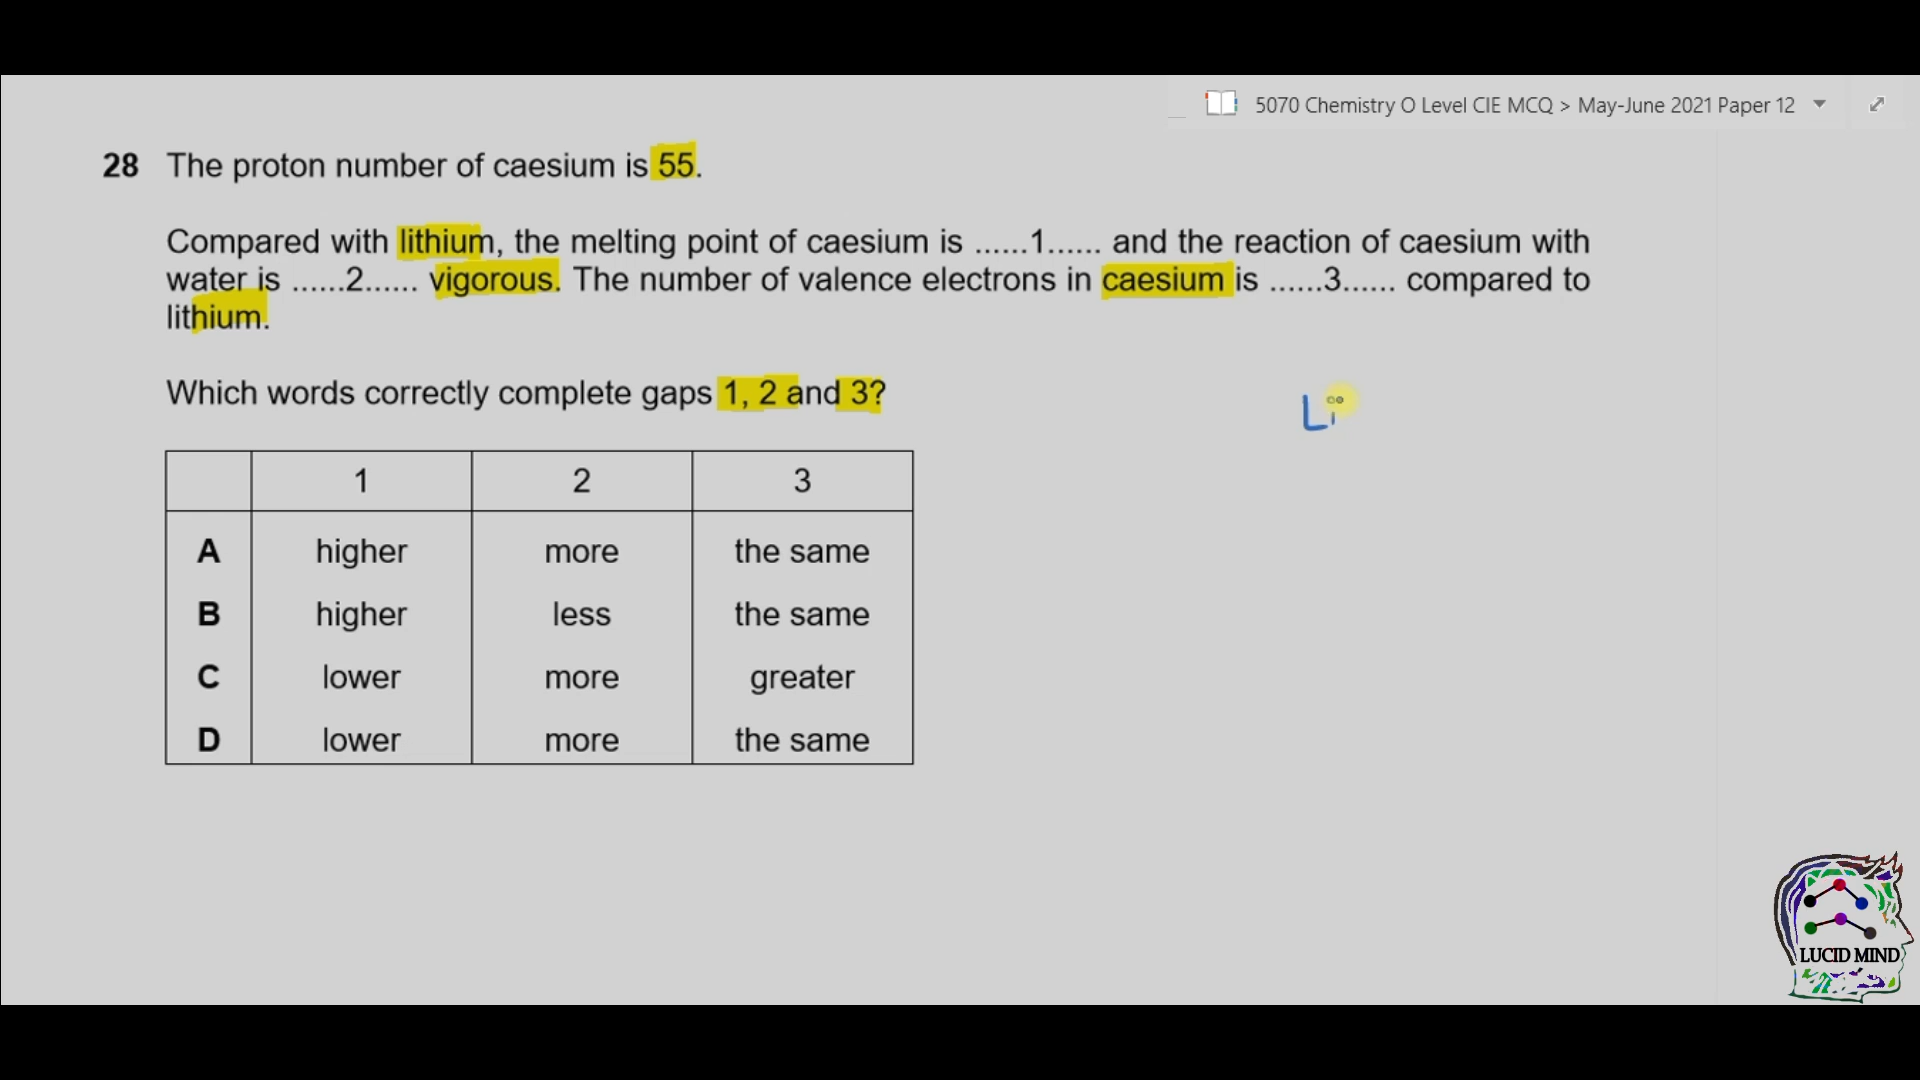 5070 Chemistry O Level CIE MCQ > May-June 2021 Paper 12
28 The proton number of caesium is 55.
Compared with lithium, the melting point of caesium is ......1...... and the reaction of caesium with
water is ......2...... vigorous. The number of valence electrons in caesium is ......3...... compared to
lithium.
Which words correctly complete gaps 1, 2 and 3?
Li
1 2 3
A higher more the same
B higher less the same
C lower more greater
D lower more the same
LUCID MIND